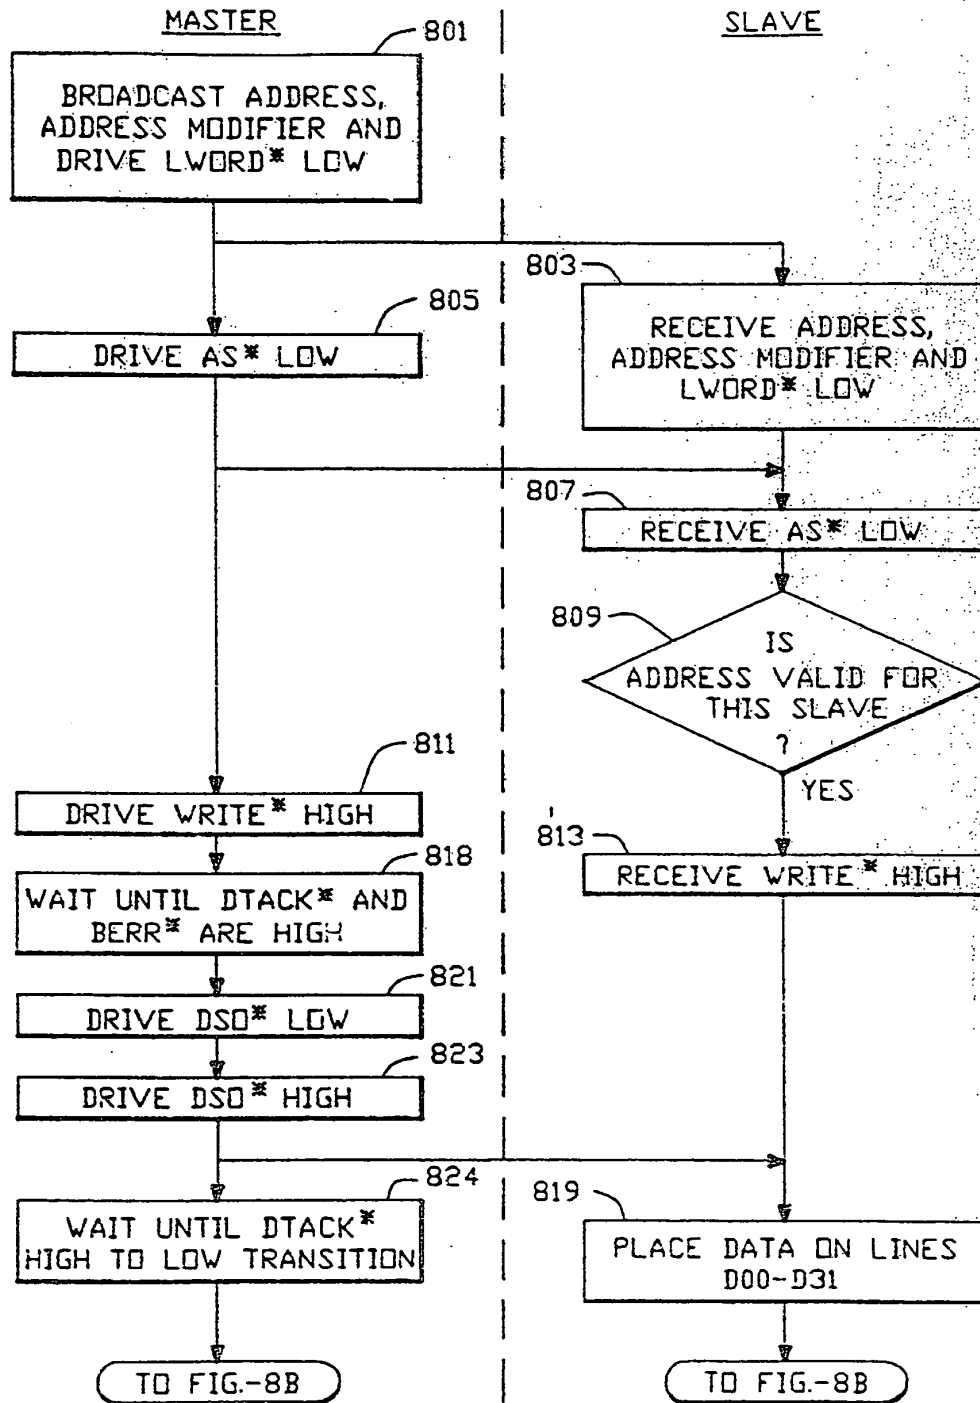 MASTER
SLAVE
801
BROADCAST ADDRESS,
ADDRESS MODIFIER AND
DRIVE LWORD* LOW
803
RECEIVE ADDRESS,
ADDRESS MODIFIER AND
LWORD* LOW
805
DRIVE AS* LOW
807
RECEIVE AS* LOW
809
IS
ADDRESS VALID FOR
THIS SLAVE
?
YES
811
DRIVE WRITE* HIGH
813
RECEIVE WRITE* HIGH
818
WAIT UNTIL DTACK* AND
BERR* ARE HIGH
821
DRIVE DS0* LOW
823
DRIVE DS0* HIGH
824
WAIT UNTIL DTACK*
HIGH TO LOW TRANSITION
819
PLACE DATA ON LINES
D00-D31
TO FIG.-8B
TO FIG.-8B